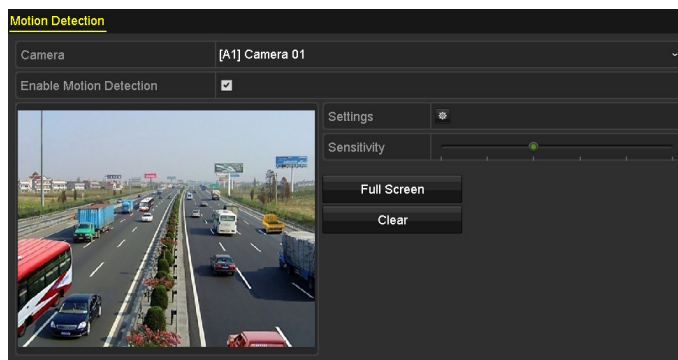 Motion Detection
Camera [A1] Camera 01
Enable Motion Detection
Settings
Sensitivity
Full Screen
Clear